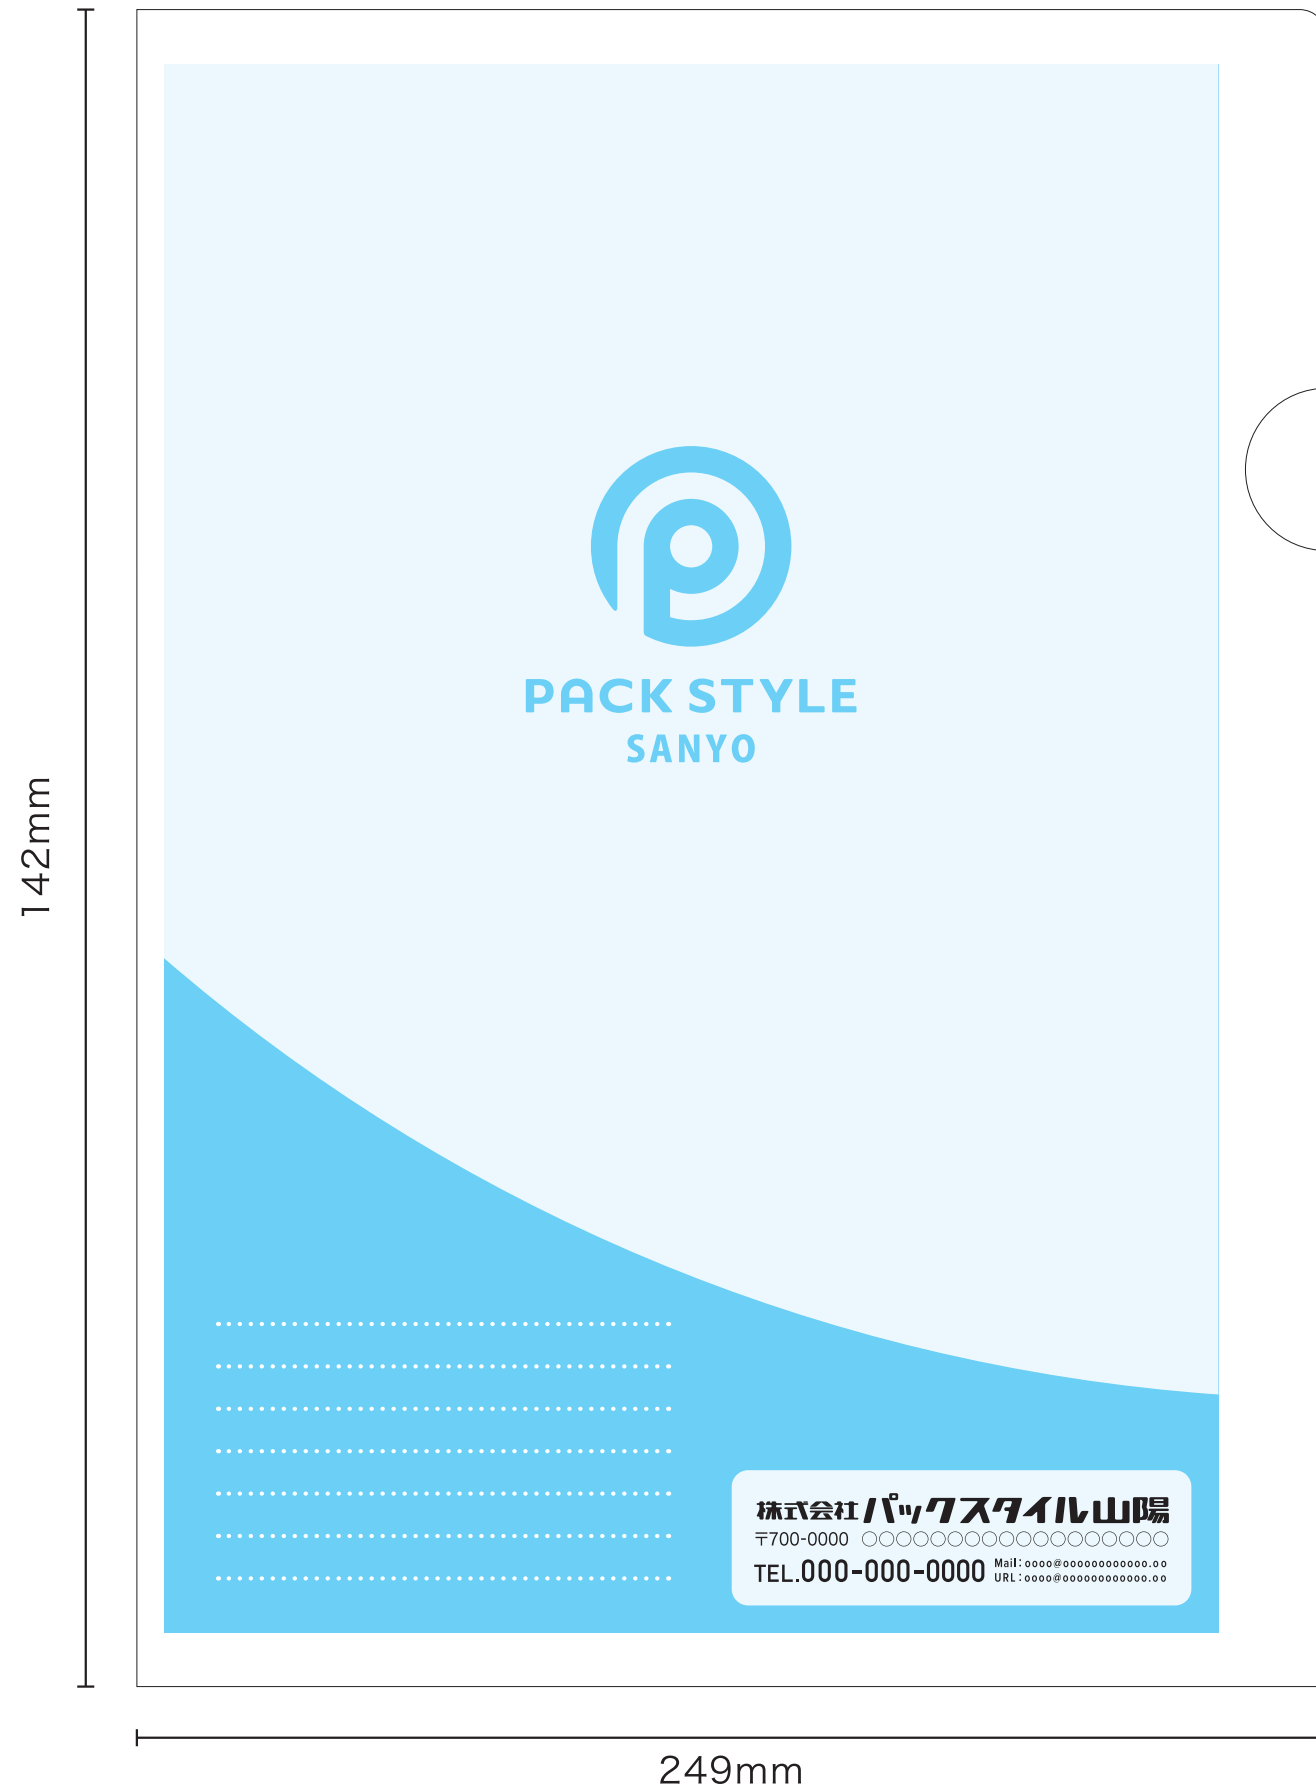 142mm
PACK STYLE
SANYO
株式会社パックスタイル山陽
〒700-0000 ○○○○○○○○○○○○○○○○○○
TEL.000-000-0000
Mail:oooo@oooooooooooo.oo
URL:oooo@oooooooooooo.oo
249mm